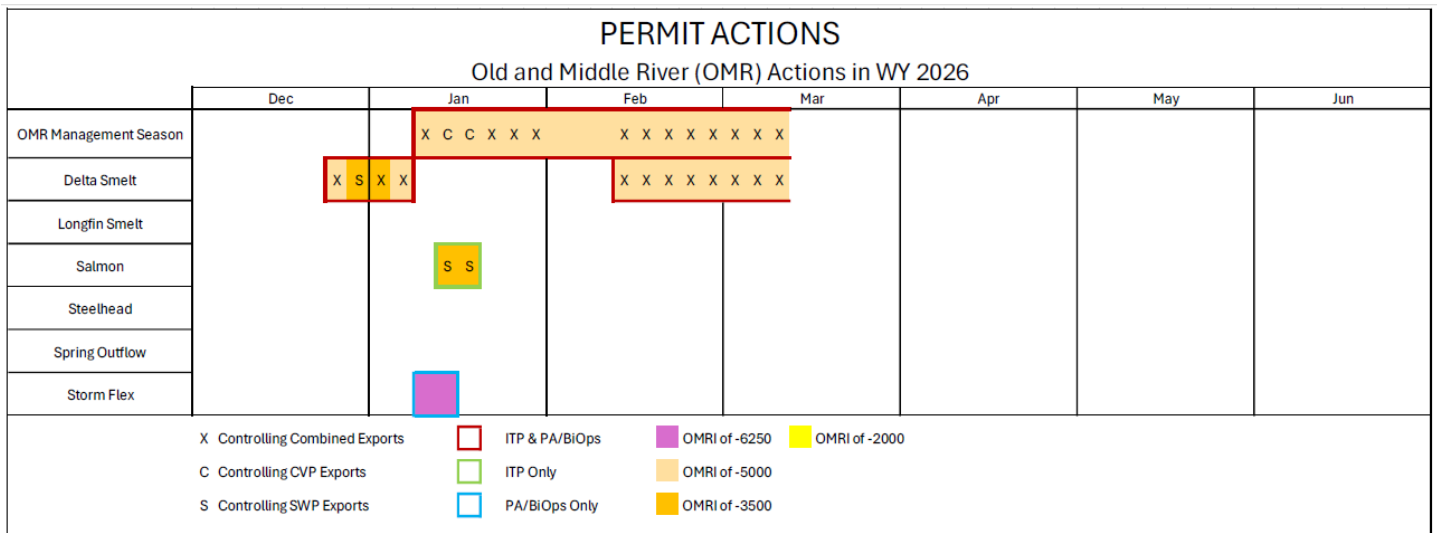 PERMIT ACTIONS
Old and Middle River (OMR) Actions in WY 2026
Dec Jan Feb Mar Apr May Jun
OMR Management Season X C C X X X X X X X X X X X
Delta Smelt X S X X X X X X X X X X
Longfin Smelt
Salmon S S
Steelhead
Spring Outflow
Storm Flex
X Controlling Combined Exports ITP & PA/BiOps OMRI of -6250 OMRI of -2000
C Controlling CVP Exports ITP Only OMRI of -5000
S Controlling SWP Exports PA/BiOps Only OMRI of -3500